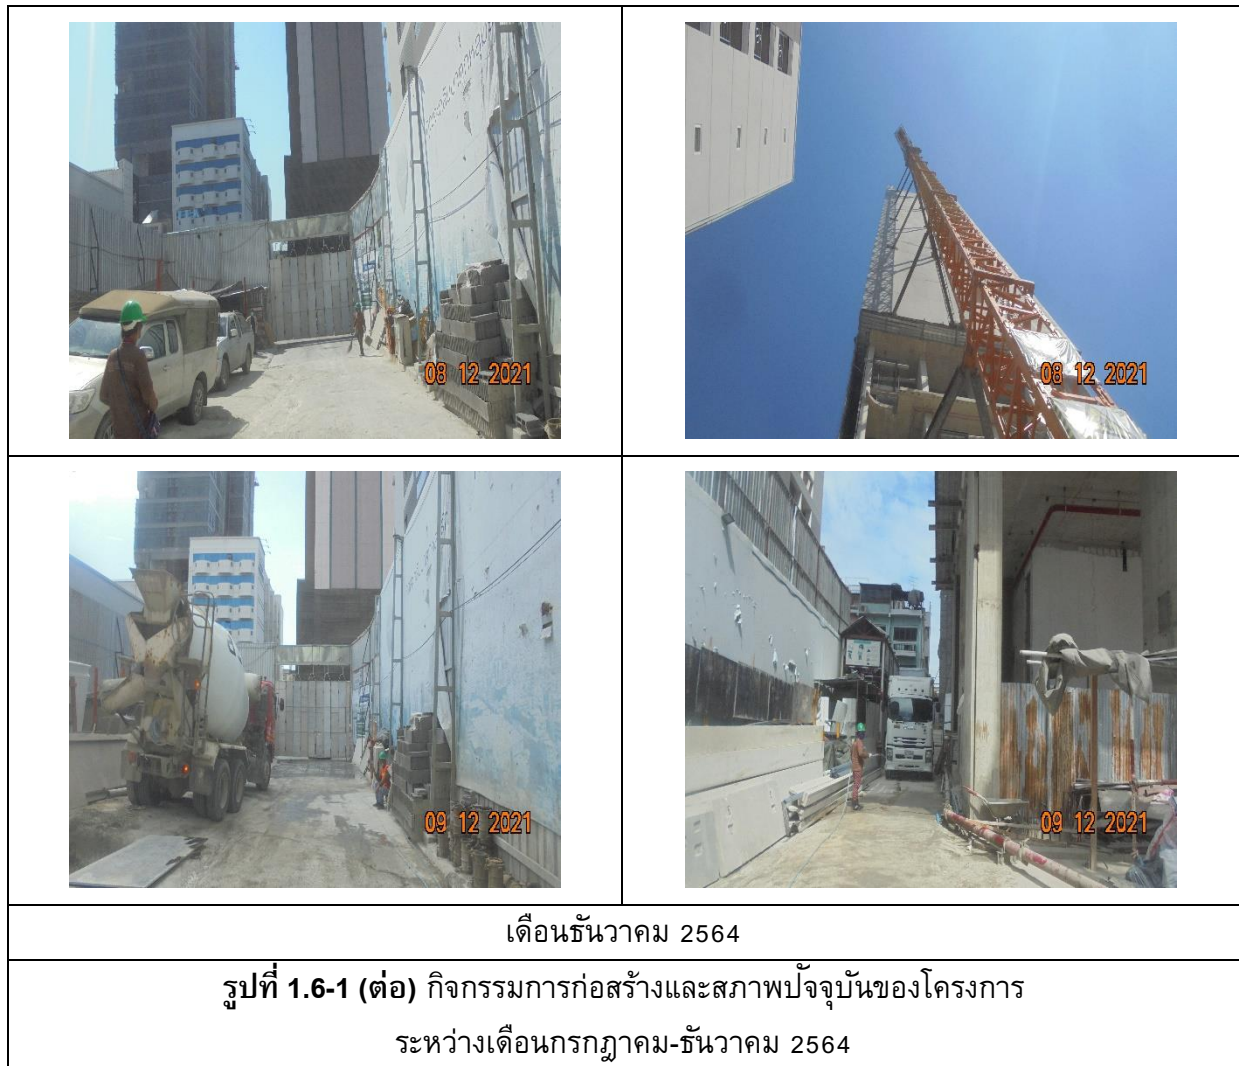 08 12 2021
08 12 2021
09 12 2021
09 12 2021
เดือนธันวาคม 2564
รูปที่ 1.6-1 (ต่อ) กิจกรรมการก่อสร้างและสภาพปัจจุบันของโครงการ
ระหว่างเดือนกรกฎาคม-ธันวาคม 2564